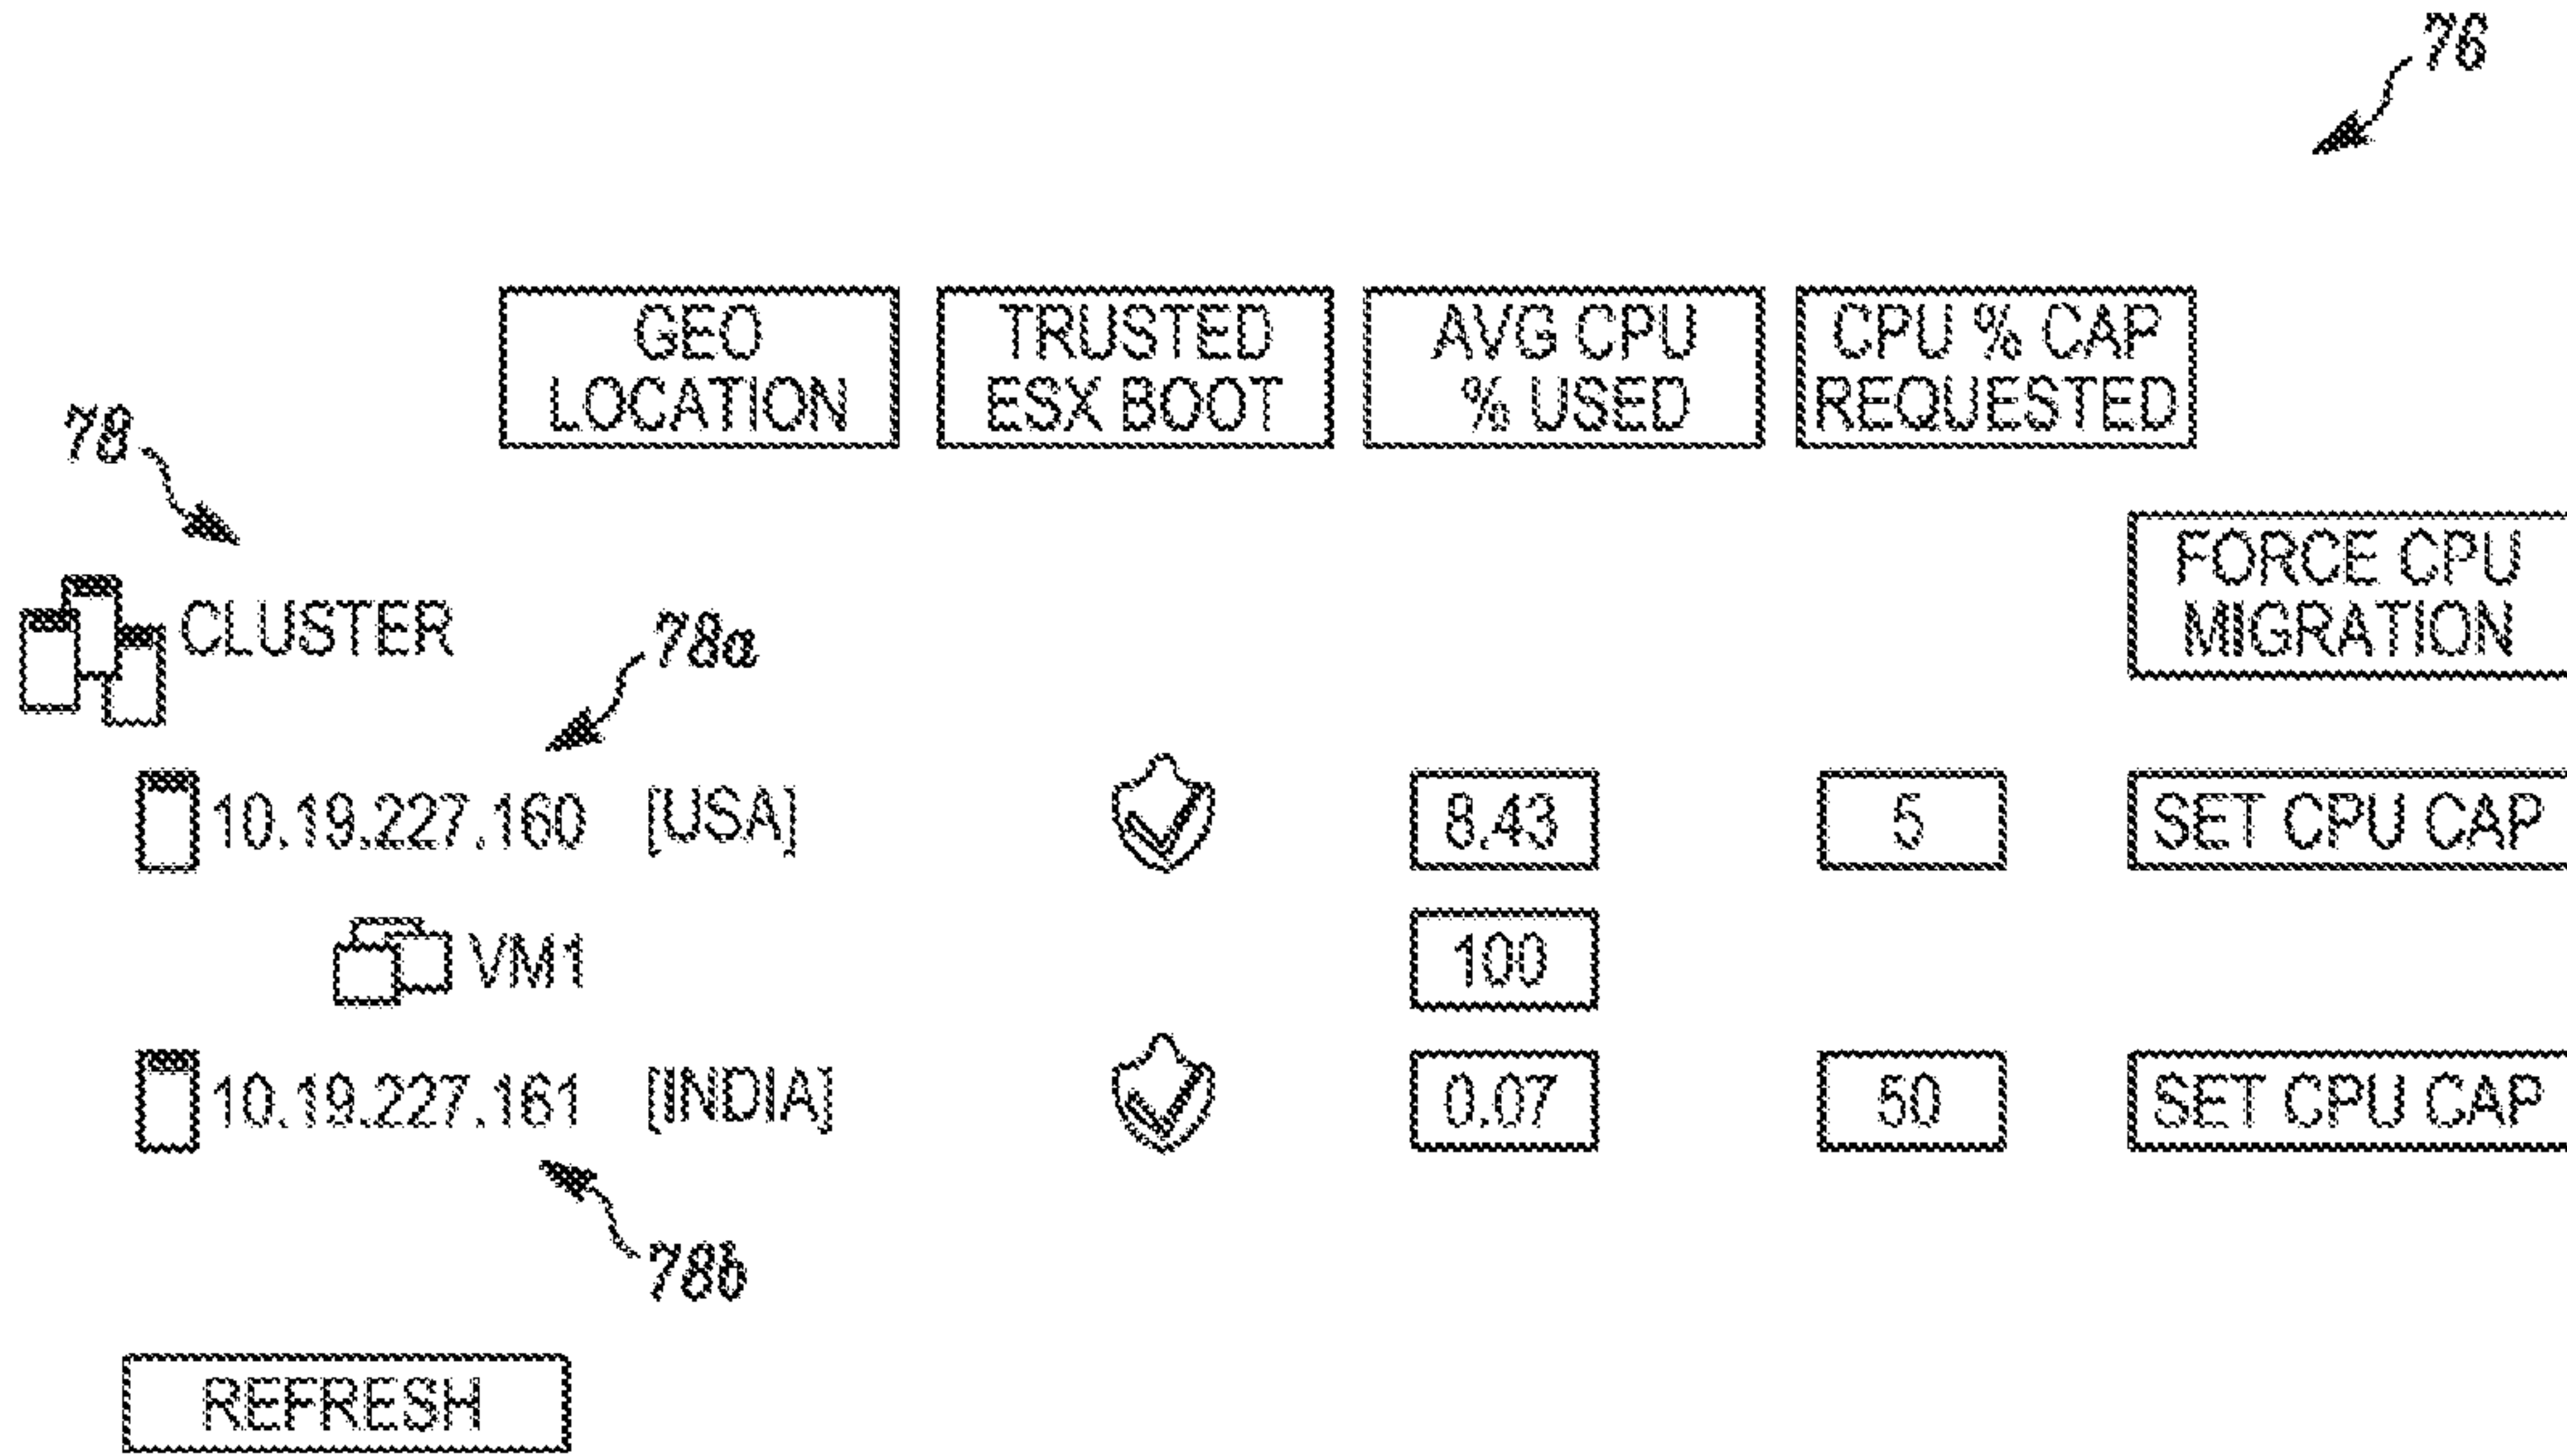 76
GEO LOCATION
TRUSTED ESX BOOT
AVG CPU % USED
CPU % CAP REQUESTED
78
FORCE CPU MIGRATION
CLUSTER
78a
10.19.227.160 [USA] 8.43 5 SET CPU CAP
VM1 100
10.19.227.161 [INDIA] 0.07 50 SET CPU CAP
78b
REFRESH